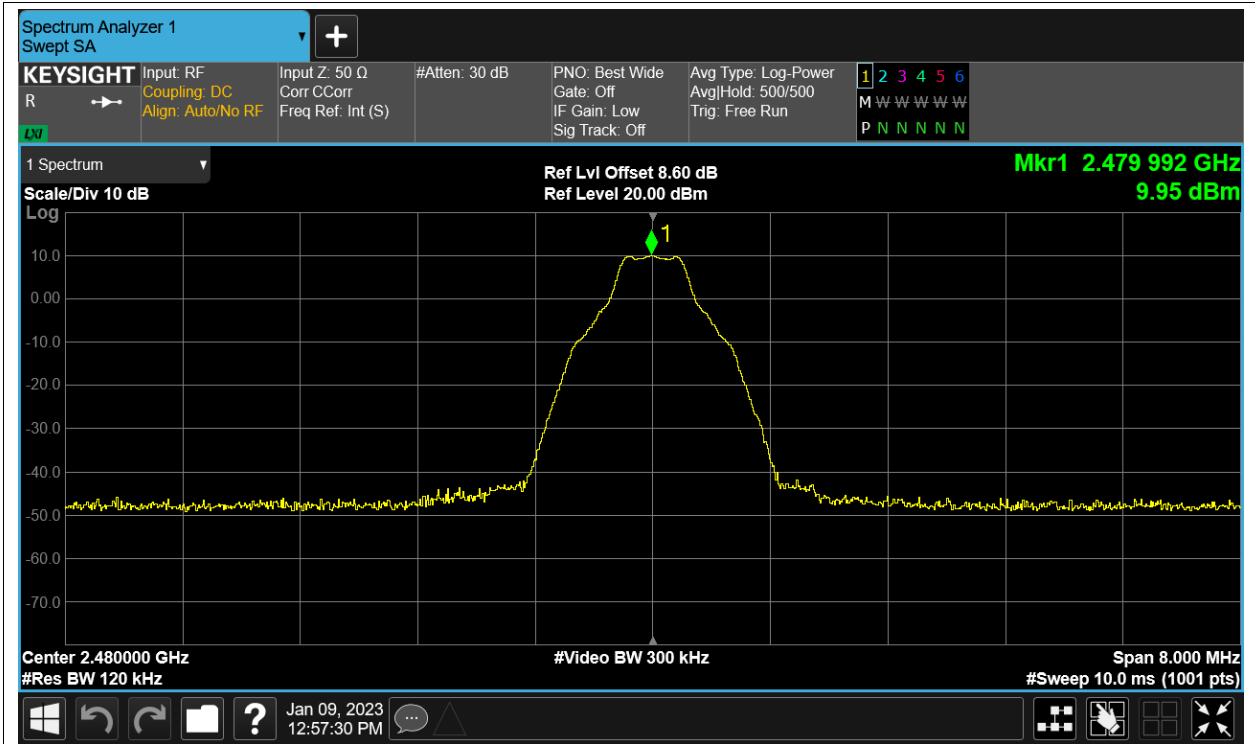 Spectrum Analyzer 1
Swept SA
+
KEYSIGHT
R
LXI
Input: RF
Coupling: DC
Align: Auto/No RF
Input Z: 50 Ω
Corr CCorr
Freq Ref: Int (S)
#Atten: 30 dB
PNO: Best Wide
Gate: Off
IF Gain: Low
Sig Track: Off
Avg Type: Log-Power
Avg|Hold: 500/500
Trig: Free Run
1 2 3 4 5 6
M W W W W W W
P N N N N N N
1 Spectrum
Scale/Div 10 dB
Log
Ref Lvl Offset 8.60 dB
Ref Level 20.00 dBm
Mkr1 2.479 992 GHz
9.95 dBm
1
10.0
0.00
-10.0
-20.0
-30.0
-40.0
-50.0
-60.0
-70.0
Center 2.480000 GHz
#Res BW 120 kHz
#Video BW 300 kHz
Span 8.000 MHz
#Sweep 10.0 ms (1001 pts)
?
Jan 09, 2023
12:57:30 PM